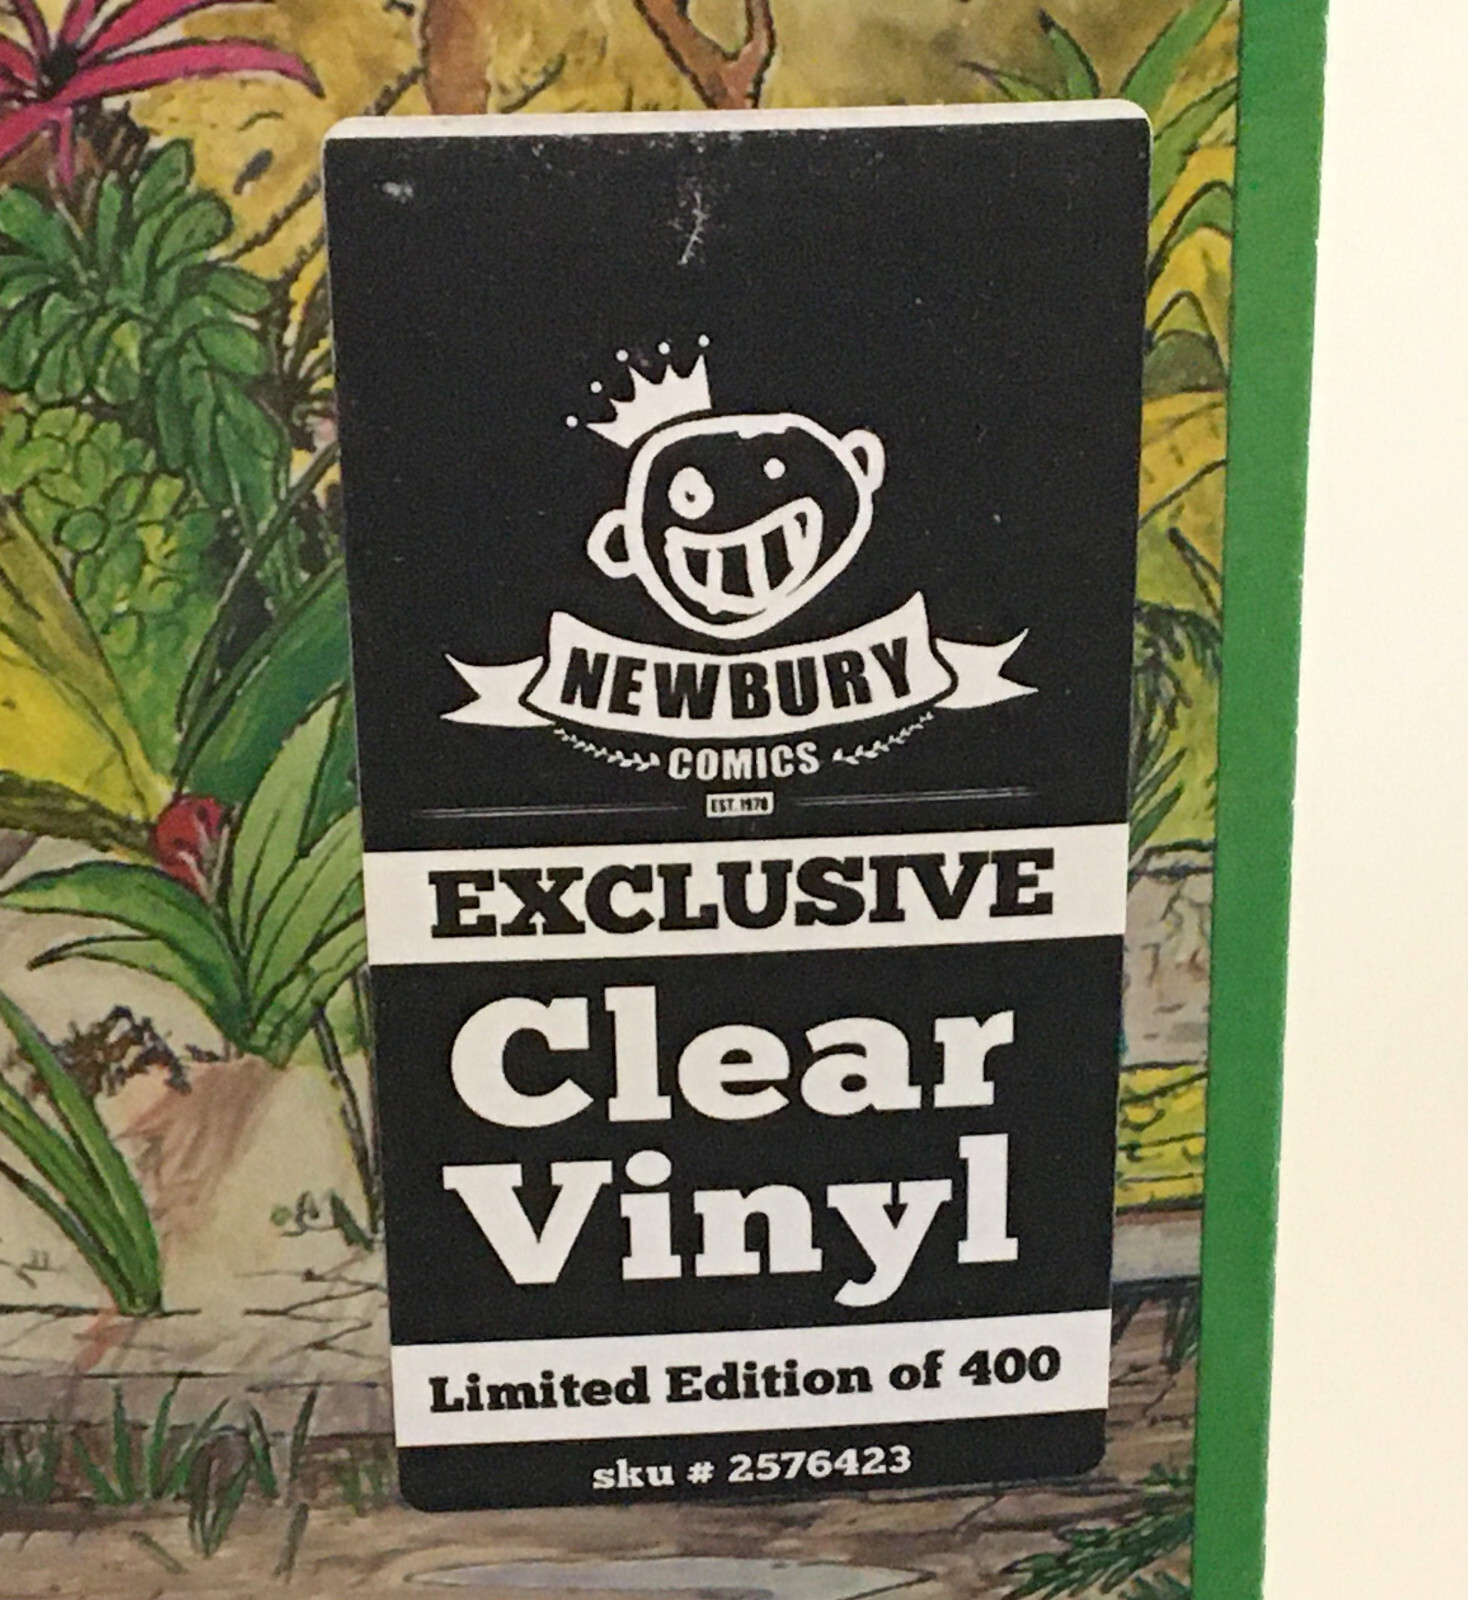 NEWBURY
COMICS
EST. 1978
EXCLUSIVE
Clear
Vinyl
Limited Edition of 400
sku # 2576423